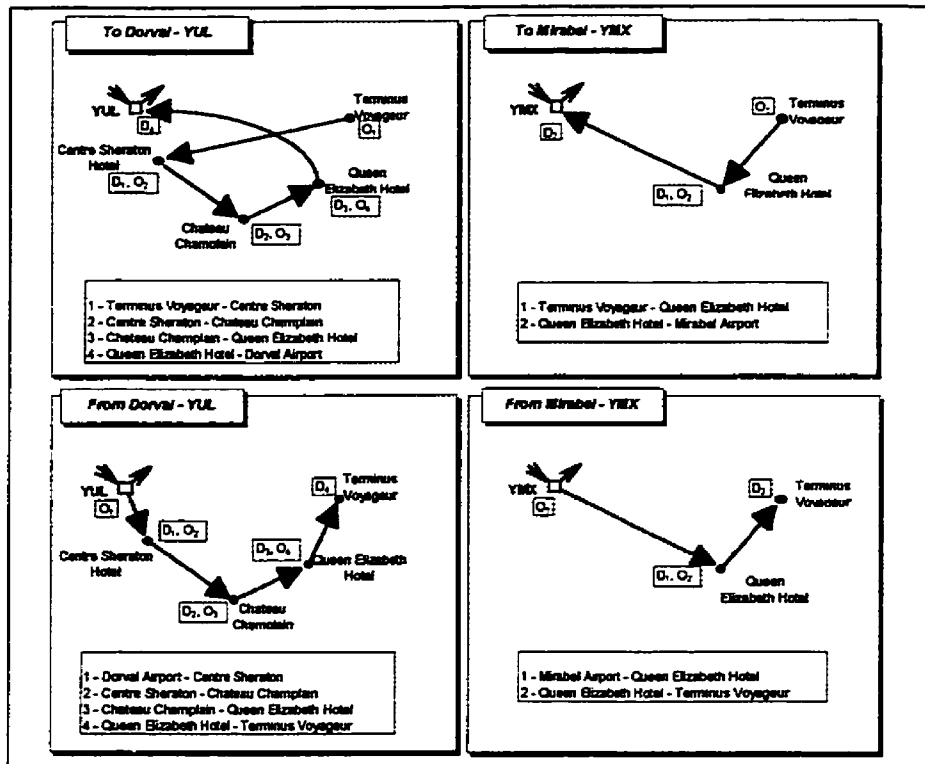 To Dorval - YUL
YUL
D4
Terminus
Voyageur
O1
Centre Sheraton
Hotel
D1, O2
Queen
Elizabeth Hotel
D3, O4
Chateau
Champlain
D2, O3
1 - Terminus Voyageur - Centre Sheraton
2 - Centre Sheraton - Chateau Champlain
3 - Chateau Champlain - Queen Elizabeth Hotel
4 - Queen Elizabeth Hotel - Dorval Airport
To Mirabel - YMX
YMX
D2
O1
Terminus
Voyageur
D1, O2
Queen
Elizabeth Hotel
1 - Terminus Voyageur - Queen Elizabeth Hotel
2 - Queen Elizabeth Hotel - Mirabel Airport
From Dorval - YUL
YUL
O1
D4
Terminus
Voyageur
D1, O2
Centre Sheraton
Hotel
D3, O4
Queen Elizabeth
Hotel
D2, O3
Chateau
Champlain
1 - Dorval Airport - Centre Sheraton
2 - Centre Sheraton - Chateau Champlain
3 - Chateau Champlain - Queen Elizabeth Hotel
4 - Queen Elizabeth Hotel - Terminus Voyageur
From Mirabel - YMX
YMX
O1
D2
Terminus
Voyageur
D1, O2
Queen
Elizabeth Hotel
1 - Mirabel Airport - Queen Elizabeth Hotel
2 - Queen Elizabeth Hotel - Terminus Voyageur